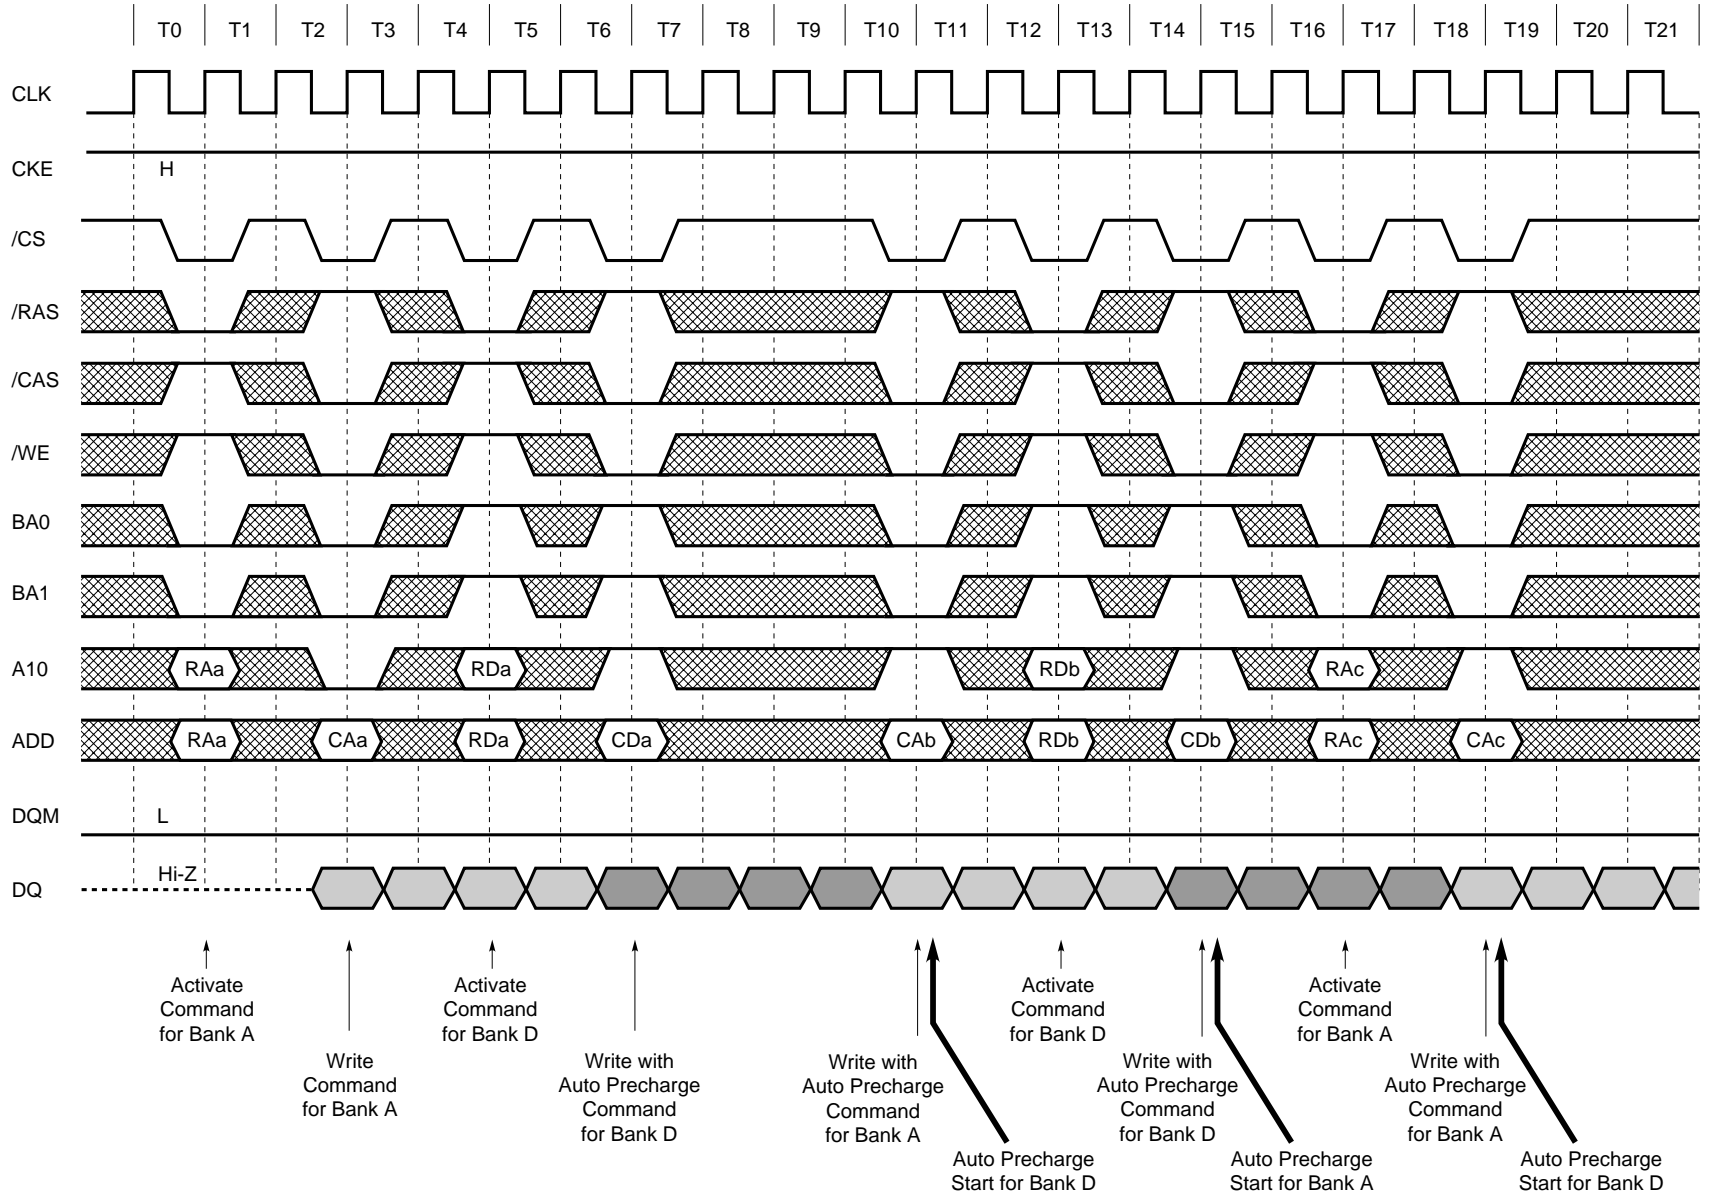 T0 T1 T2 T3 T4 T5 T6 T7 T8 T9 T10 T11 T12 T13 T14 T15 T16 T17 T18 T19 T20 T21
CLK
CKE H
/CS
/RAS
/CAS
/WE
BA0
BA1
A10 RAa RDa RDb RAc
ADD RAa CAa RDa CDa CAb RDb CDb RAc CAc
DQM L
DQ Hi-Z
Activate
Command
for Bank A
Write
Command
for Bank A
Activate
Command
for Bank D
Write with
Auto Precharge
Command
for Bank D
Write with
Auto Precharge
Command
for Bank A
Auto Precharge
Start for Bank D
Activate
Command
for Bank D
Write with
Auto Precharge
Command
for Bank D
Auto Precharge
Start for Bank A
Activate
Command
for Bank A
Write with
Auto Precharge
Command
for Bank A
Auto Precharge
Start for Bank D